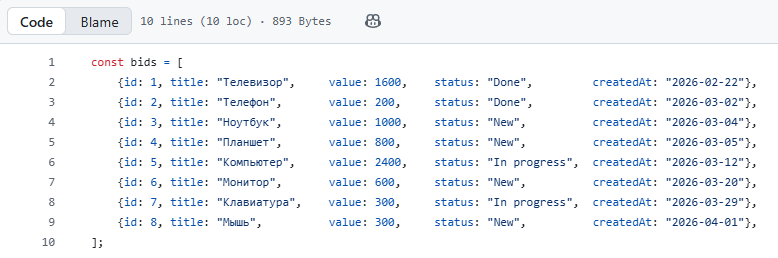 Code Blame 10 lines (10 loc) · 893 Bytes
1 const bids = [
2 {id: 1, title: "Телевизор", value: 1600, status: "Done", createdAt: "2026-02-22"},
3 {id: 2, title: "Телефон", value: 200, status: "Done", createdAt: "2026-03-02"},
4 {id: 3, title: "Ноутбук", value: 1000, status: "New", createdAt: "2026-03-04"},
5 {id: 4, title: "Планшет", value: 800, status: "New", createdAt: "2026-03-05"},
6 {id: 5, title: "Компьютер", value: 2400, status: "In progress", createdAt: "2026-03-12"},
7 {id: 6, title: "Монитор", value: 600, status: "New", createdAt: "2026-03-20"},
8 {id: 7, title: "Клавиатура", value: 300, status: "In progress", createdAt: "2026-03-29"},
9 {id: 8, title: "Мышь", value: 300, status: "New", createdAt: "2026-04-01"},
10 ];